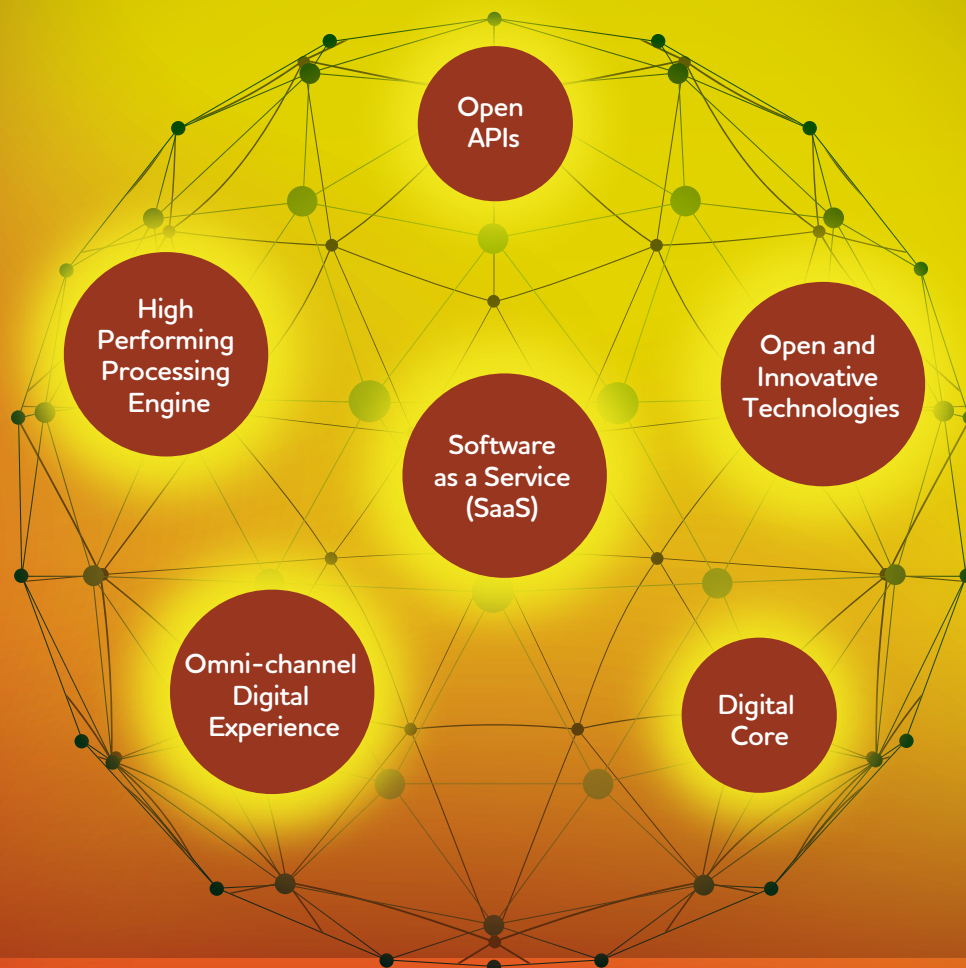 Open
APIs
High
Performing
Processing
Engine
Open and
Innovative
Technologies
Software
as a Service
(SaaS)
Omni-channel
Digital
Experience
Digital
Core